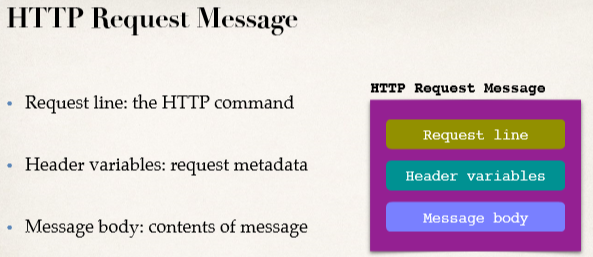 HTTP Request Message
• Request line: the HTTP command
• Header variables: request metadata
• Message body: contents of message
HTTP Request Message
Request line
Header variables
Message body